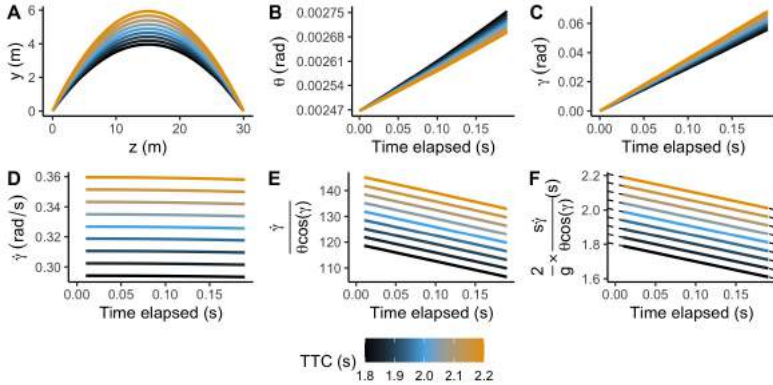 A
y (m)
6
4
2
0
0
10
20
30
z (m)
B
θ (rad)
0.00275
0.00268
0.00261
0.00254
0.00247
0.00
0.05
0.10
0.15
Time elapsed (s)
C
γ (rad)
0.06
0.04
0.02
0.00
0.00
0.05
0.10
0.15
Time elapsed (s)
D
γ̇ (rad/s)
0.36
0.34
0.32
0.30
0.00
0.05
0.10
0.15
Time elapsed (s)
E
γ̇
θcos(γ)
140
130
120
110
0.00
0.05
0.10
0.15
Time elapsed (s)
F
2/g × sγ̇/θcos(γ) (s)
2.2
2.0
1.8
1.6
0.00
0.05
0.10
0.15
Time elapsed (s)
TTC (s)
1.8 1.9 2.0 2.1 2.2